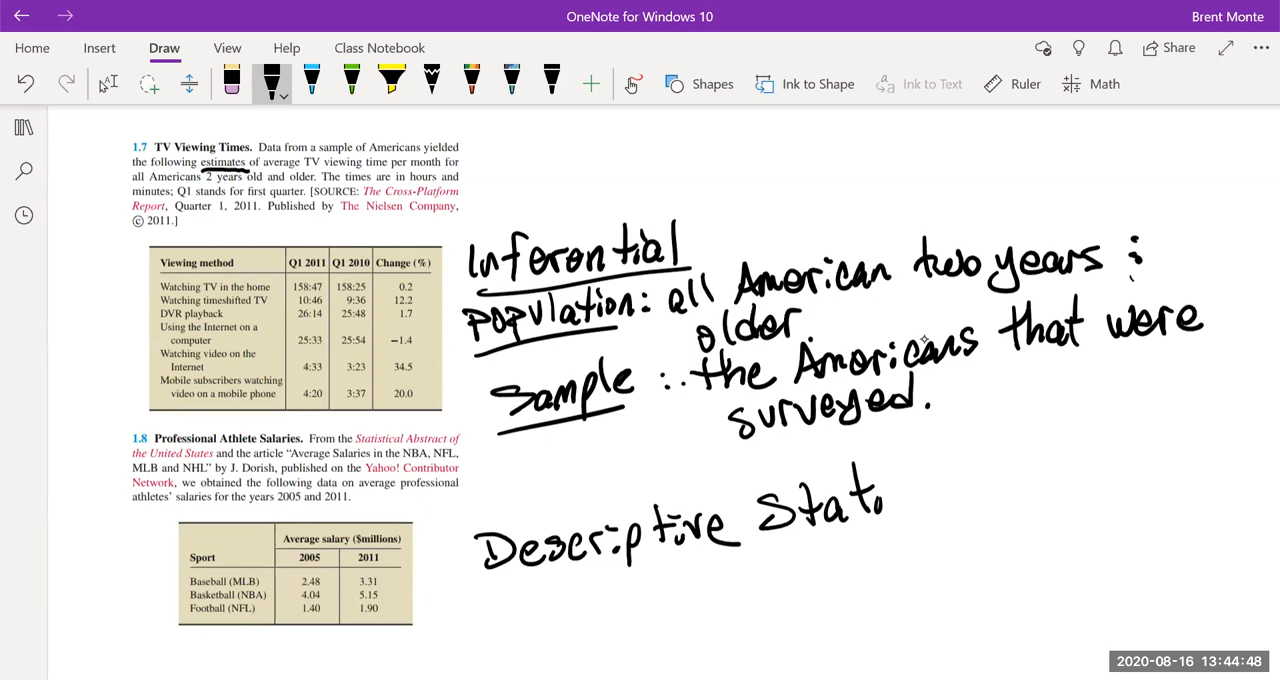 OneNote for Windows 10
Brent Monte
Home Insert Draw View Help Class Notebook
Share
Shapes Ink to Shape Ink to Text Ruler Math
1.7 TV Viewing Times. Data from a sample of Americans yielded
the following estimates of average TV viewing time per month for
all Americans 2 years old and older. The times are in hours and
minutes; Q1 stands for first quarter. [SOURCE: The Cross-Platform
Report, Quarter 1, 2011. Published by The Nielsen Company,
© 2011.]
Viewing method Q1 2011 Q1 2010 Change (%)
Watching TV in the home 158:47 158:25 0.2
Watching timeshifted TV 10:46 9:36 12.2
DVR playback 26:14 25:48 1.7
Using the Internet on a
computer 25:33 25:54 −1.4
Watching video on the
Internet 4:33 3:23 34.5
Mobile subscribers watching
video on a mobile phone 4:20 3:37 20.0
Inferential
Population: all American two years :
older
Sample : the Americans that were
surveyed.
1.8 Professional Athlete Salaries. From the Statistical Abstract of
the United States and the article “Average Salaries in the NBA, NFL,
MLB and NHL” by J. Dorish, published on the Yahoo! Contributor
Network, we obtained the following data on average professional
athletes’ salaries for the years 2005 and 2011.
Average salary ($millions)
Sport 2005 2011
Baseball (MLB) 2.48 3.31
Basketball (NBA) 4.04 5.15
Football (NFL) 1.40 1.90
Descriptive Stat.
2020-08-16 13:44:48